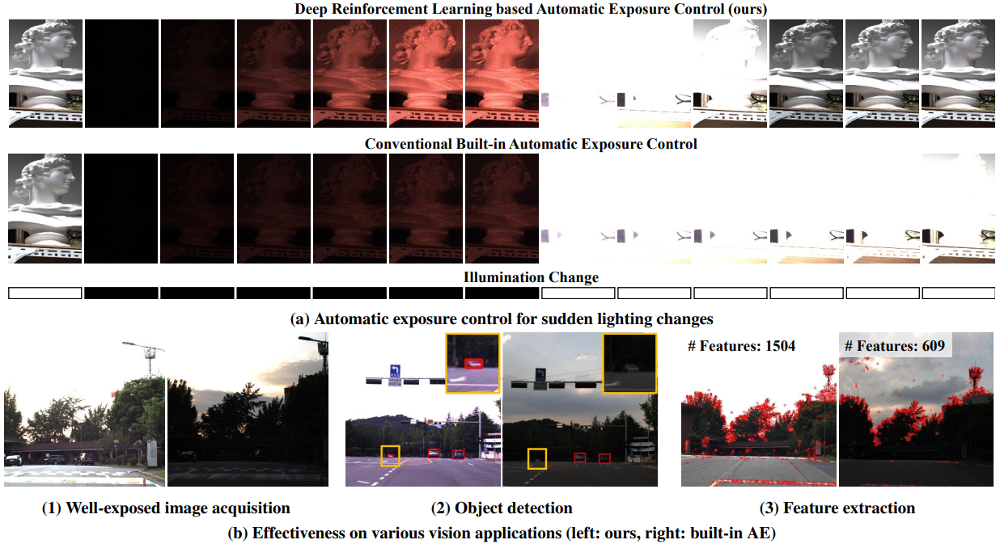 Deep Reinforcement Learning based Automatic Exposure Control (ours)
Conventional Built-in Automatic Exposure Control
Illumination Change
(a) Automatic exposure control for sudden lighting changes
# Features: 1504
# Features: 609
(1) Well-exposed image acquisition
(2) Object detection
(3) Feature extraction
(b) Effectiveness on various vision applications (left: ours, right: built-in AE)